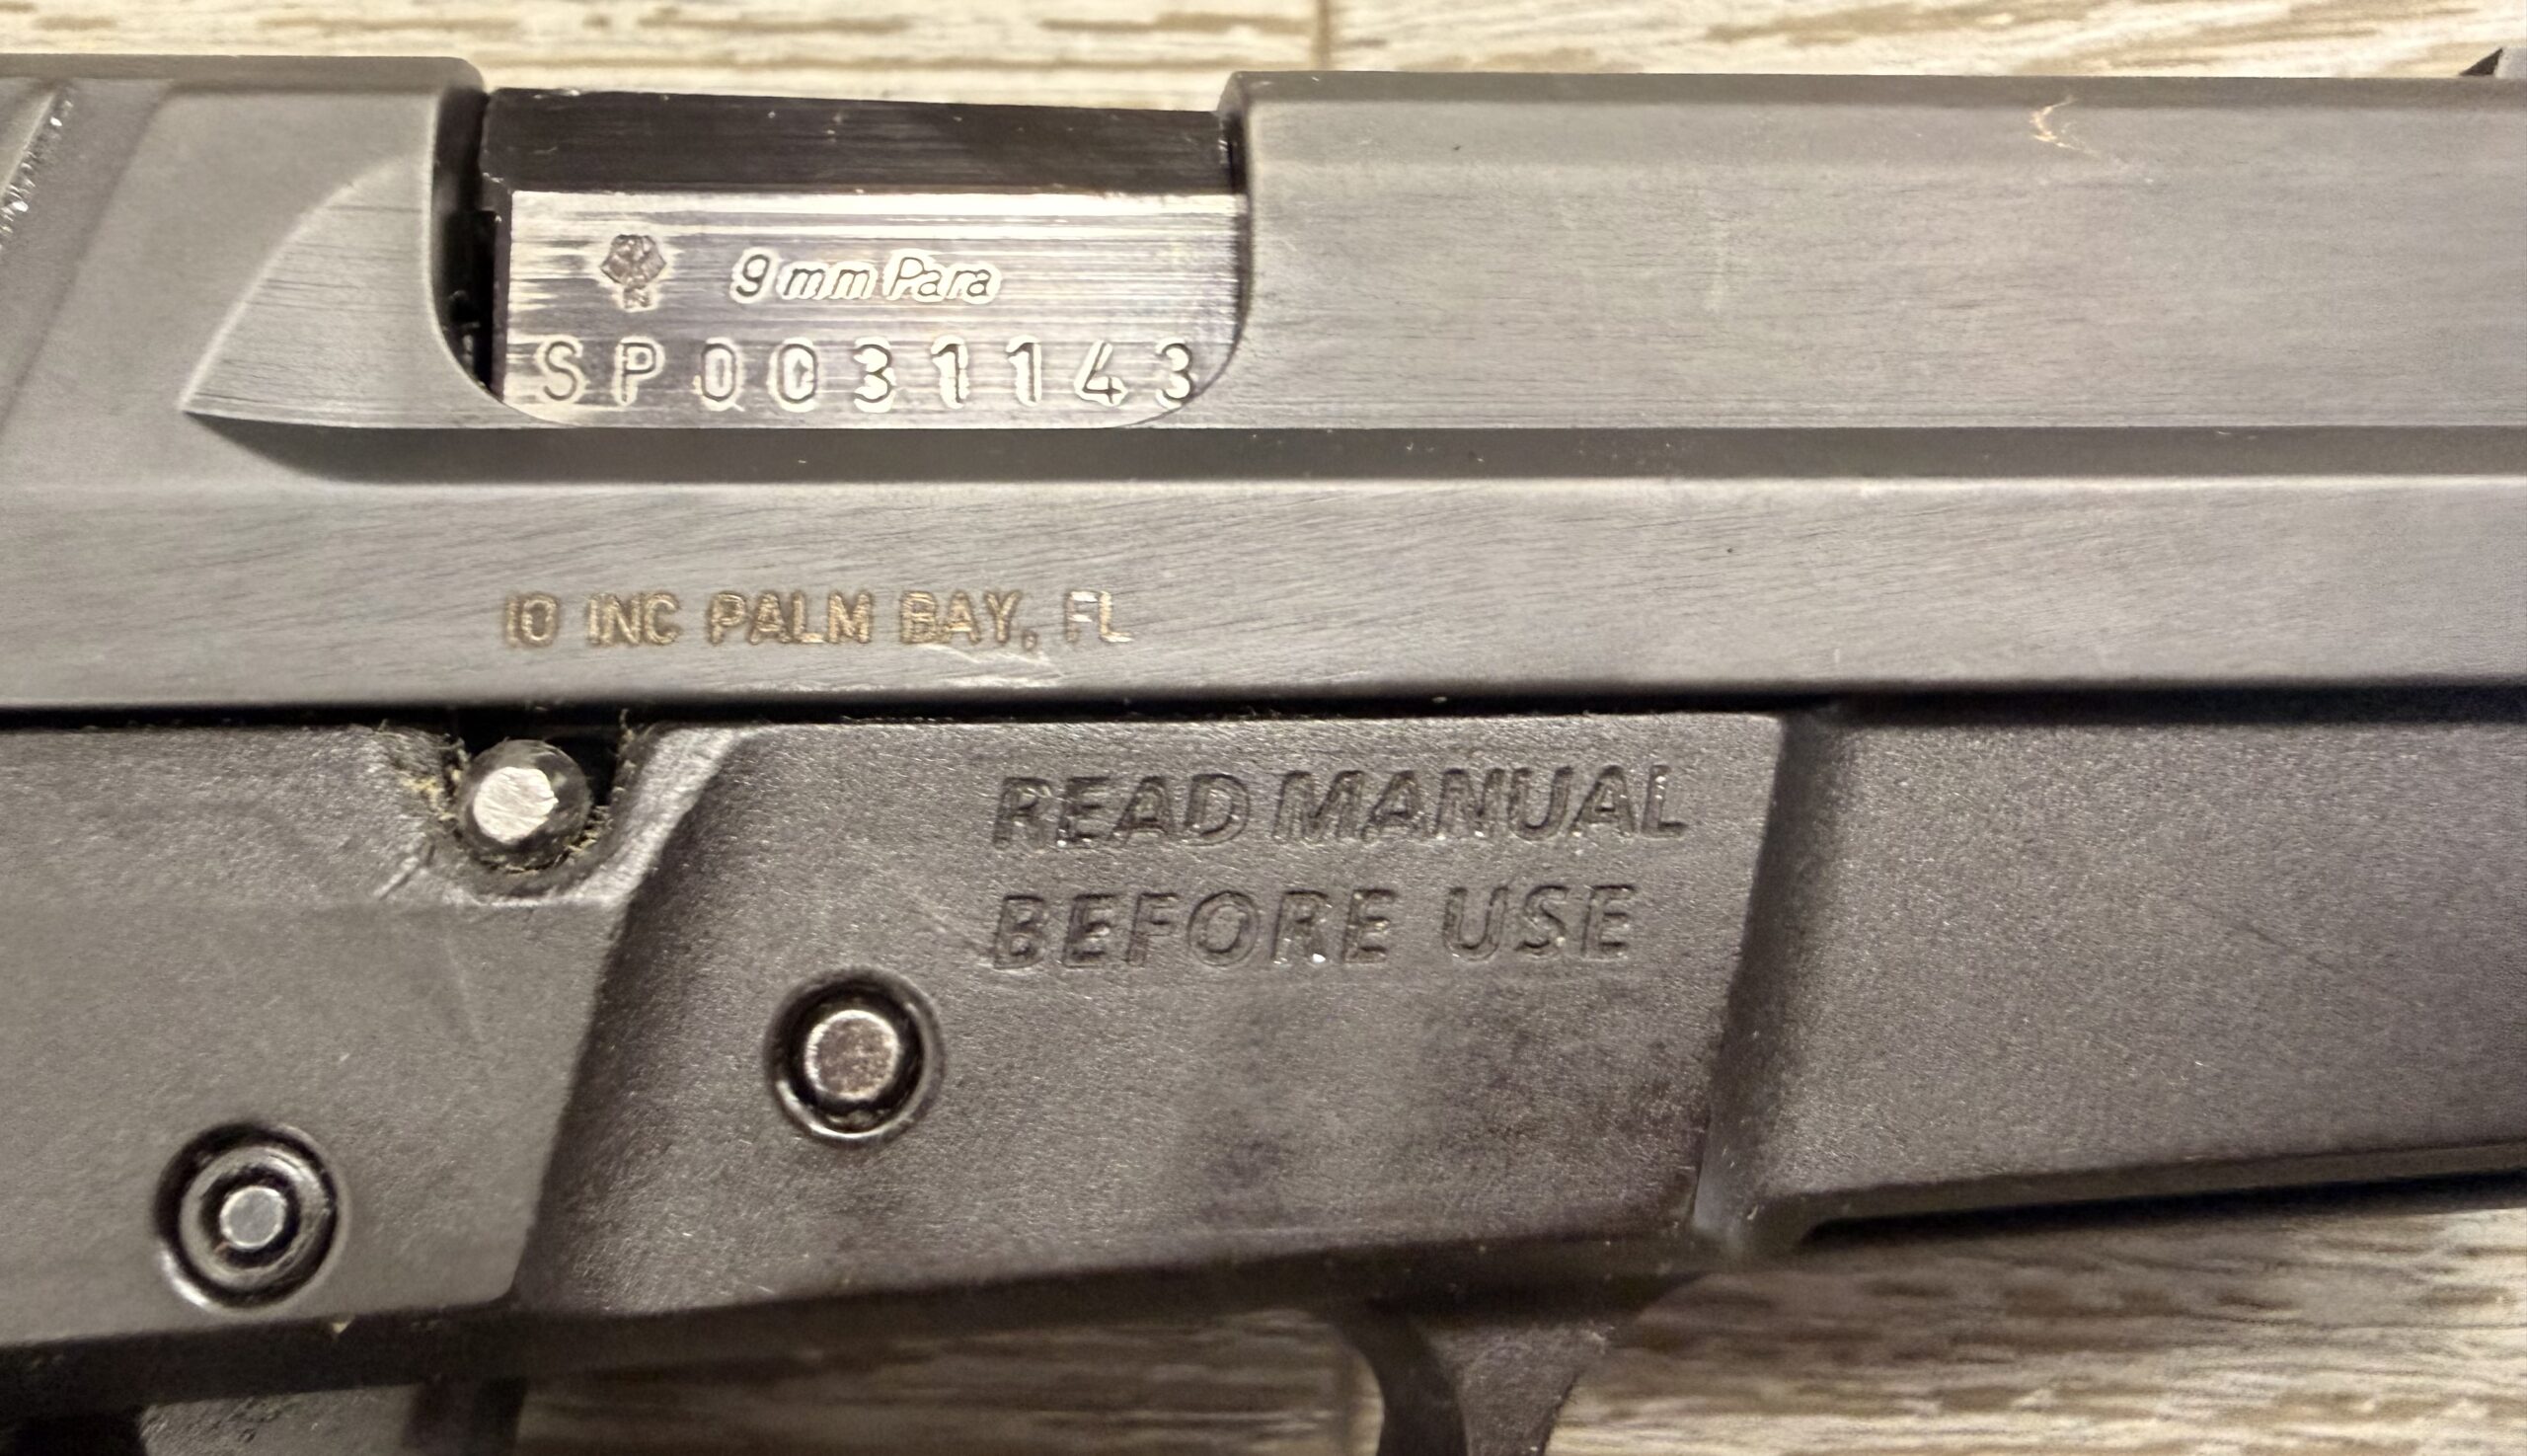 9mm Para
SP0031143
IO INC PALM BAY, FL
READ MANUAL
BEFORE USE